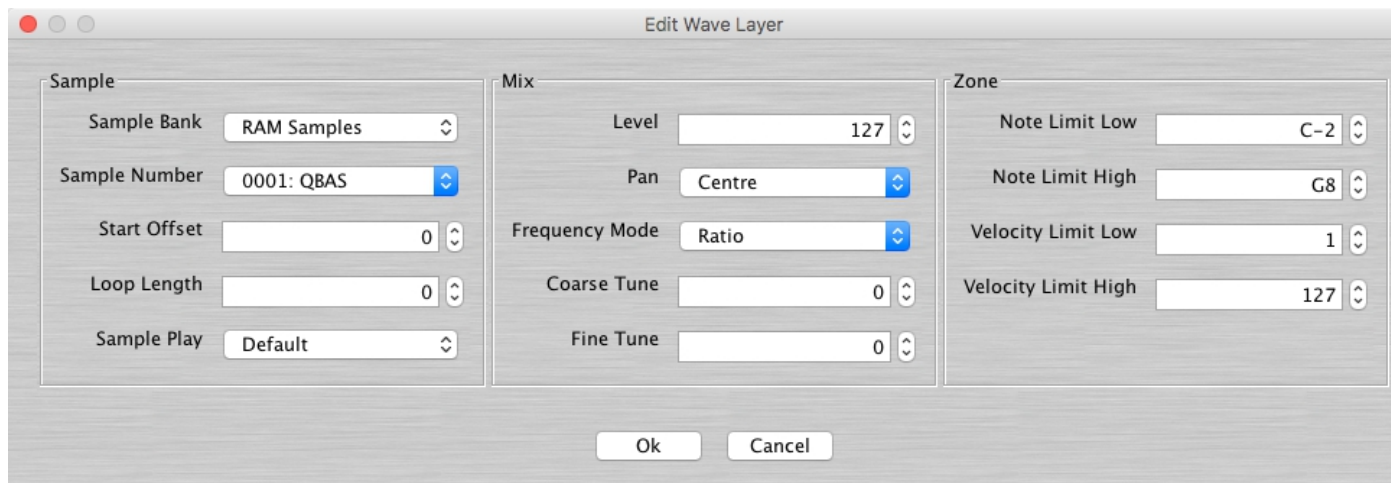 Edit Wave Layer
Sample
Sample Bank RAM Samples
Sample Number 0001: QBAS
Start Offset 0
Loop Length 0
Sample Play Default
Mix
Level 127
Pan Centre
Frequency Mode Ratio
Coarse Tune 0
Fine Tune 0
Zone
Note Limit Low C-2
Note Limit High G8
Velocity Limit Low 1
Velocity Limit High 127
Ok Cancel